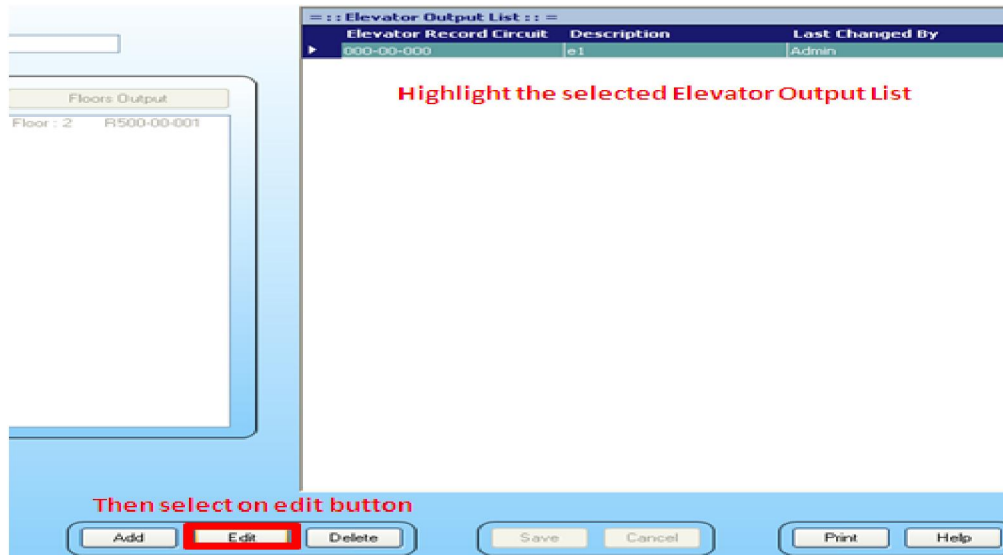 =:: Elevator Output List :: =
Elevator Record Circuit Description Last Changed By
000-00-000 e1 Admin
Highlight the selected Elevator Output List
Floors Output
Floor : 2 R500-00-001
Then select on edit button
Add Edit Delete Save Cancel Print Help